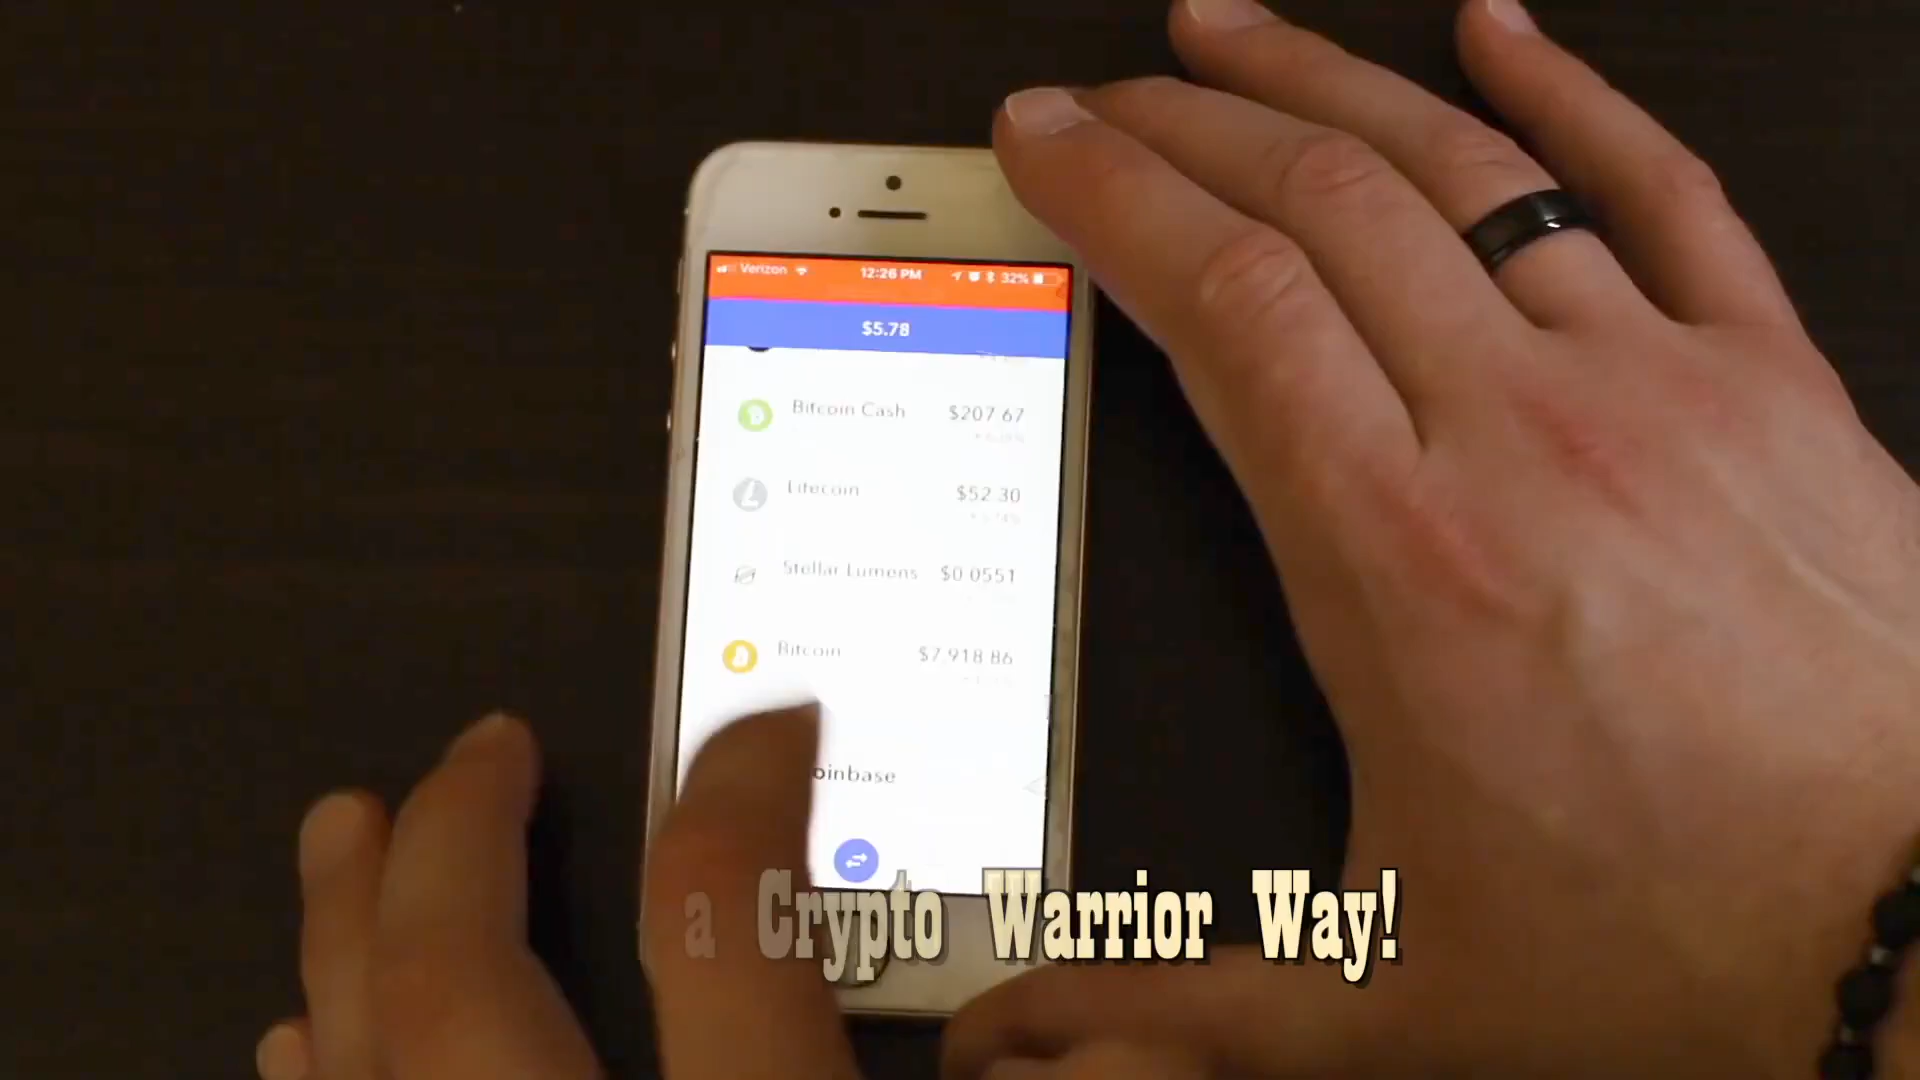 Verizon 12:26 PM 32%
$5.78
Bitcoin Cash $207.67
Litecoin $52.30
Stellar Lumens $0.0551
Bitcoin $7,918.86
oinbase
a Crypto Warrior Way!